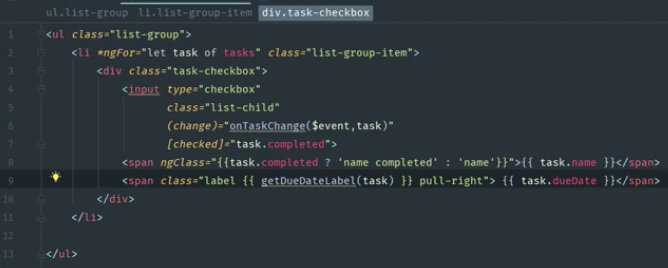 ul.list-group li.list-group-item div.task-checkbox
1 <ul class="list-group">
2 <li *ngFor="let task of tasks" class="list-group-item">
3 <div class="task-checkbox">
4 <input type="checkbox"
5 class="list-child"
6 (change)="onTaskChange($event,task)"
7 [checked]="task.completed">
8 <span ngClass="{{task.completed ? 'name completed' : 'name'}}">{{ task.name }}</span>
9 <span class="label {{ getDueDateLabel(task) }} pull-right"> {{ task.dueDate }}</span>
10 </div>
11 </li>
12
13 </ul>